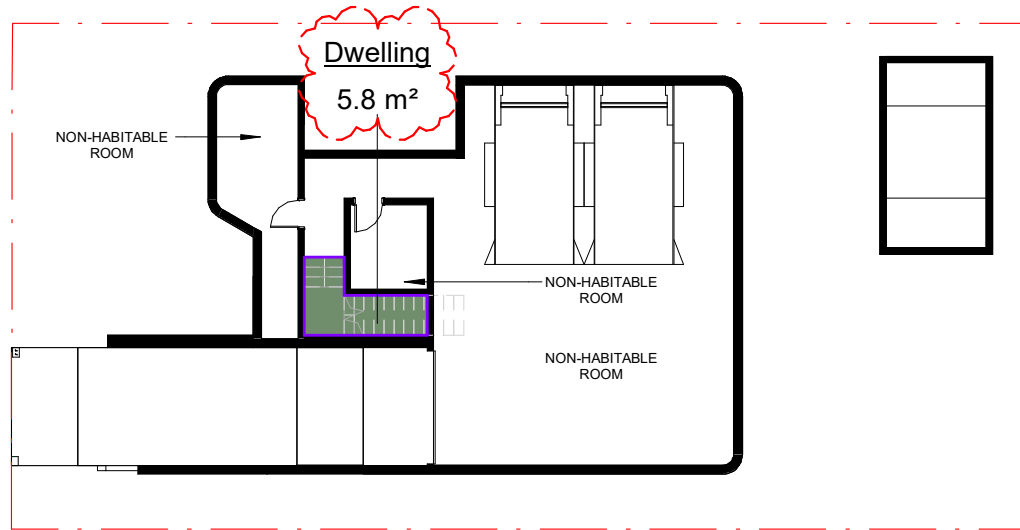 Dwelling
5.8 m²
NON-HABITABLE
ROOM
NON-HABITABLE
ROOM
NON-HABITABLE
ROOM